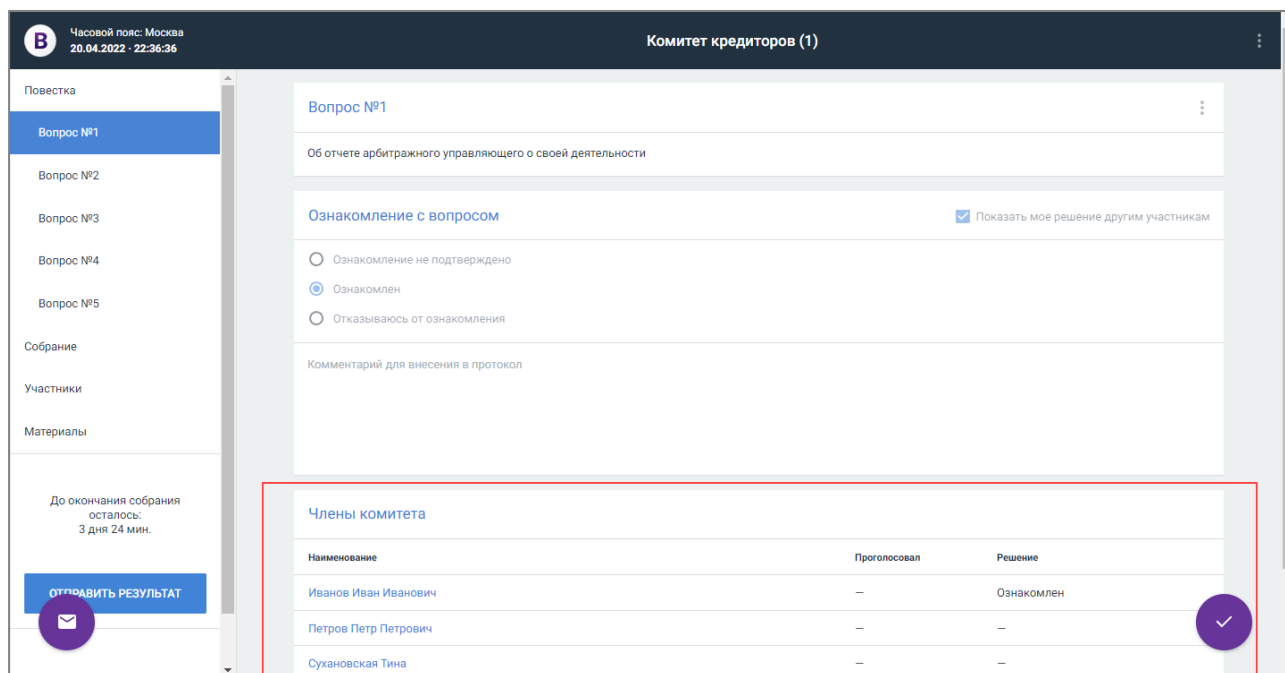 B
Часовой пояс: Москва
20.04.2022 · 22:36:36
Комитет кредиторов (1)
Повестка
Вопрос №1
Вопрос №2
Вопрос №3
Вопрос №4
Вопрос №5
Собрание
Участники
Материалы
До окончания собрания
осталось:
3 дня 24 мин.
ОТПРАВИТЬ РЕЗУЛЬТАТ
Вопрос №1
Об отчете арбитражного управляющего о своей деятельности
Ознакомление с вопросом
Показать мое решение другим участникам
Ознакомление не подтверждено
Ознакомлен
Отказываюсь от ознакомления
Комментарий для внесения в протокол
Члены комитета
Наименование Проголосовал Решение
Иванов Иван Иванович — Ознакомлен
Петров Петр Петрович — —
Сухановская Тина — —